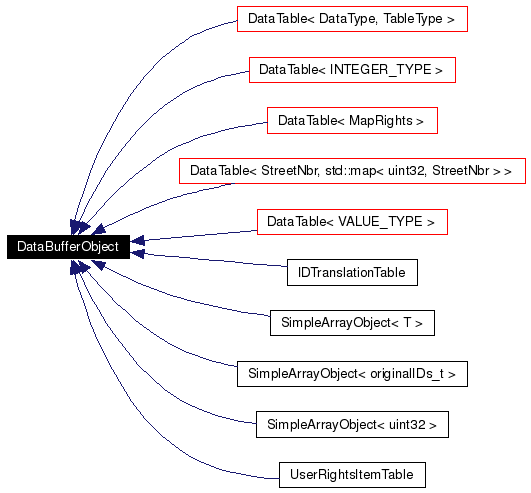 DataTable< DataType, TableType >
DataTable< INTEGER_TYPE >
DataTable< MapRights >
DataTable< StreetNbr, std::map< uint32, StreetNbr > >
DataTable< VALUE_TYPE >
DataBufferObject
IDTranslationTable
SimpleArrayObject< T >
SimpleArrayObject< originalIDs_t >
SimpleArrayObject< uint32 >
UserRightsItemTable